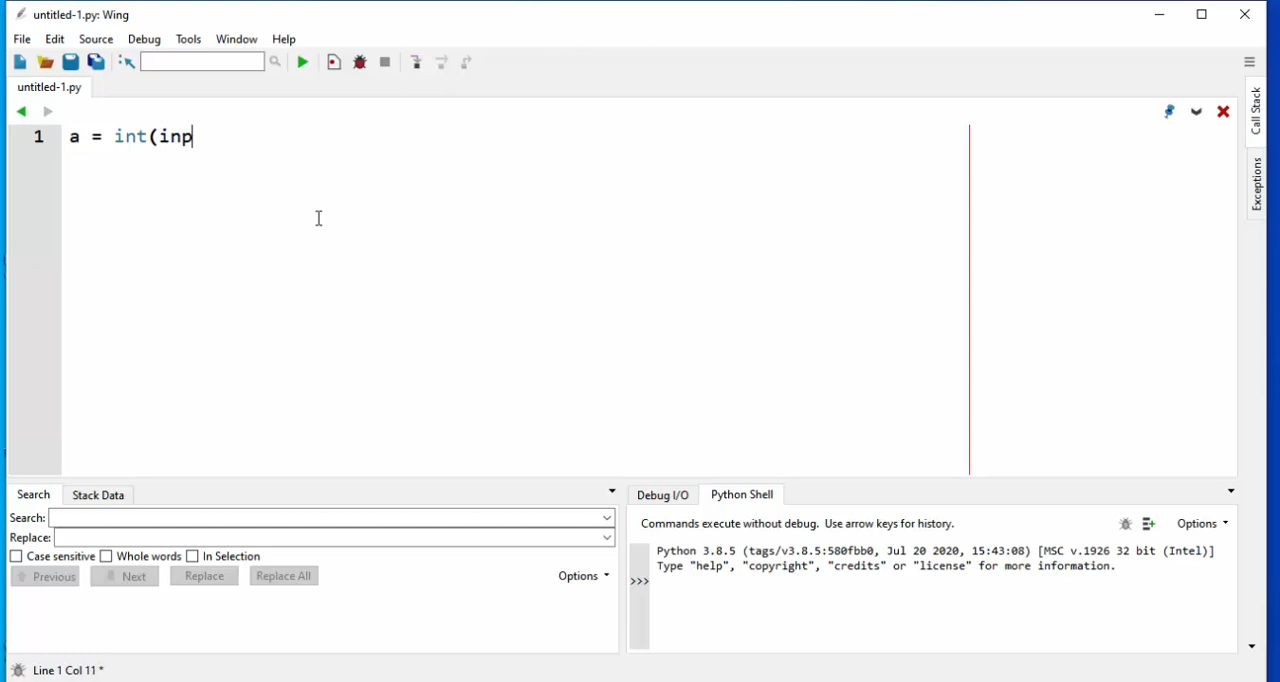 untitled-1.py: Wing
File Edit Source Debug Tools Window Help
untitled-1.py
1 a = int(inp
Call Stack
Exceptions
Search Stack Data
Search:
Replace:
Case sensitive Whole words In Selection
Previous Next Replace Replace All Options
Debug I/O Python Shell
Commands execute without debug. Use arrow keys for history. Options
Python 3.8.5 (tags/v3.8.5:580fbb0, Jul 20 2020, 15:43:08) [MSC v.1926 32 bit (Intel)]
Type "help", "copyright", "credits" or "license" for more information.
>>>
Line 1 Col 11 *